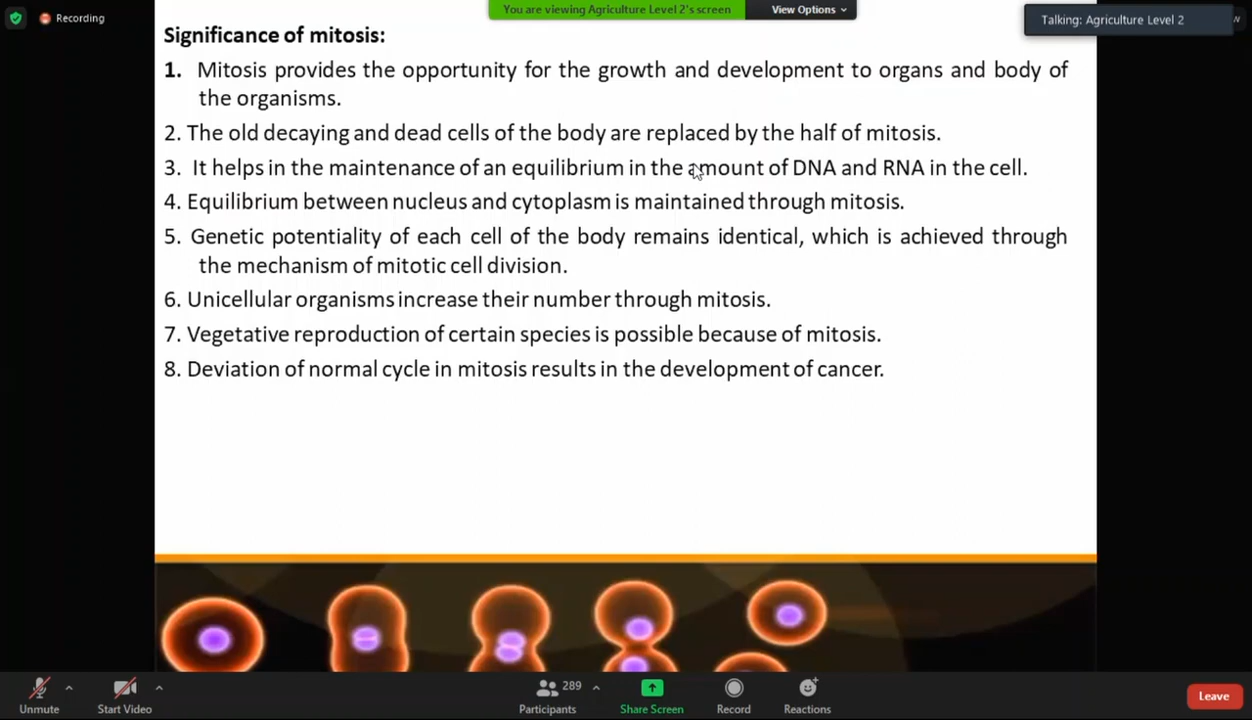 Recording
You are viewing Agriculture Level 2's screen
View Options
Talking: Agriculture Level 2
Significance of mitosis:
1. Mitosis provides the opportunity for the growth and development to organs and body of
the organisms.
2. The old decaying and dead cells of the body are replaced by the half of mitosis.
3. It helps in the maintenance of an equilibrium in the amount of DNA and RNA in the cell.
4. Equilibrium between nucleus and cytoplasm is maintained through mitosis.
5. Genetic potentiality of each cell of the body remains identical, which is achieved through
the mechanism of mitotic cell division.
6. Unicellular organisms increase their number through mitosis.
7. Vegetative reproduction of certain species is possible because of mitosis.
8. Deviation of normal cycle in mitosis results in the development of cancer.
289
Unmute
Start Video
Participants
Share Screen
Record
Reactions
Leave